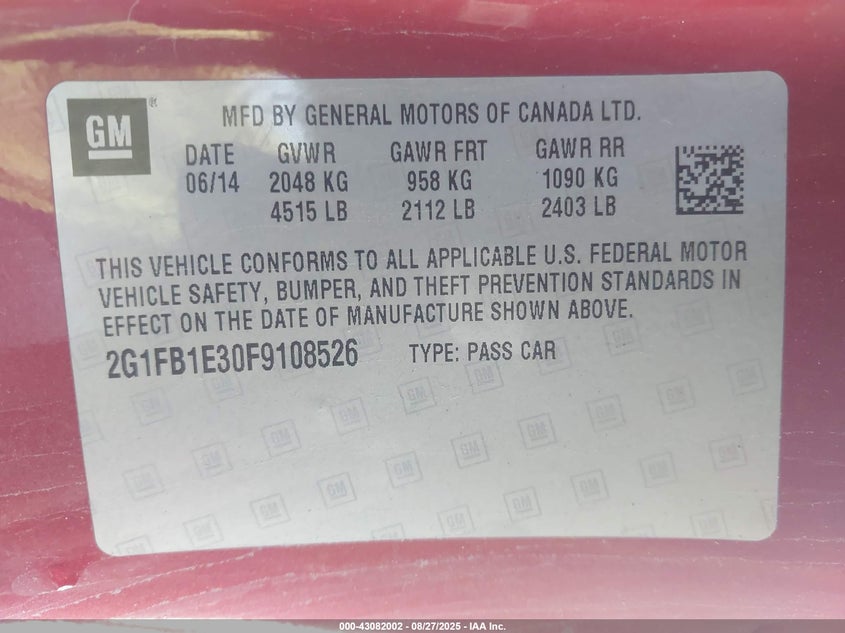 GM®
MFD BY GENERAL MOTORS OF CANADA LTD.
DATE GVWR GAWR FRT GAWR RR
06/14 2048 KG 958 KG 1090 KG
4515 LB 2112 LB 2403 LB
THIS VEHICLE CONFORMS TO ALL APPLICABLE U.S. FEDERAL MOTOR
VEHICLE SAFETY, BUMPER, AND THEFT PREVENTION STANDARDS IN
EFFECT ON THE DATE OF MANUFACTURE SHOWN ABOVE.
2G1FB1E30F9108526 TYPE: PASS CAR
000-43082002 - 08/27/2025 - IAA Inc.